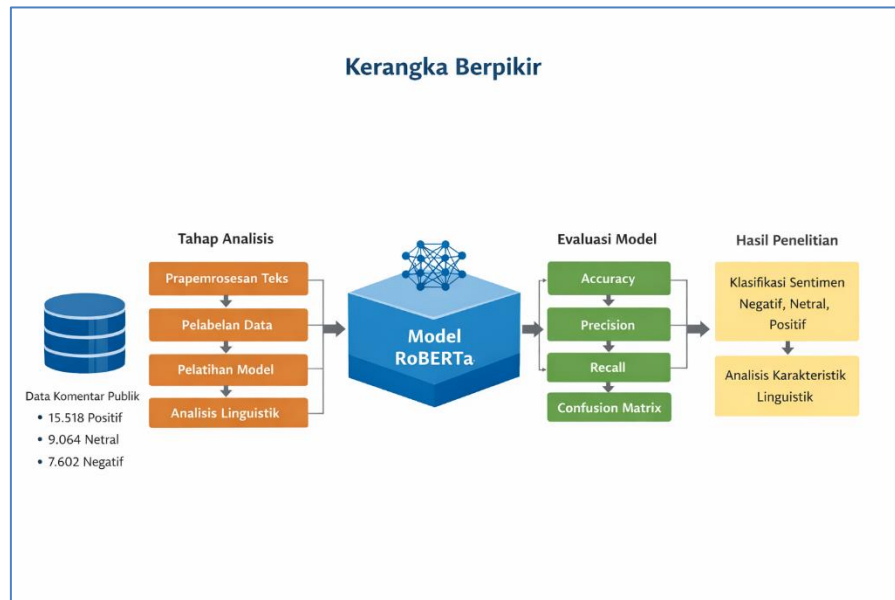 Kerangka Berpikir
Tahap Analisis
Prapemrosesan Teks
Pelabelan Data
Pelatihan Model
Analisis Linguistik
Data Komentar Publik
• 15.518 Positif
• 9.064 Netral
• 7.602 Negatif
Model
RoBERTa
Evaluasi Model
Accuracy
Precision
Recall
Confusion Matrix
Hasil Penelitian
Klasifikasi Sentimen
Negatif, Netral,
Positif
Analisis Karakteristik
Linguistik